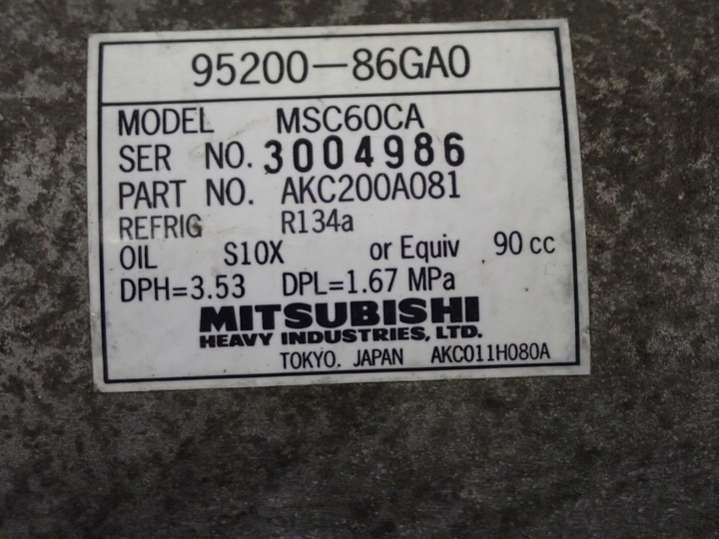 95200-86GA0
MODEL MSC60CA
SER NO. 3004986
PART NO. AKC200A081
REFRIG R134a
OIL S10X or Equiv 90 cc
DPH=3.53 DPL=1.67 MPa
MITSUBISHI
HEAVY INDUSTRIES, LTD.
TOKYO. JAPAN AKC011H080A